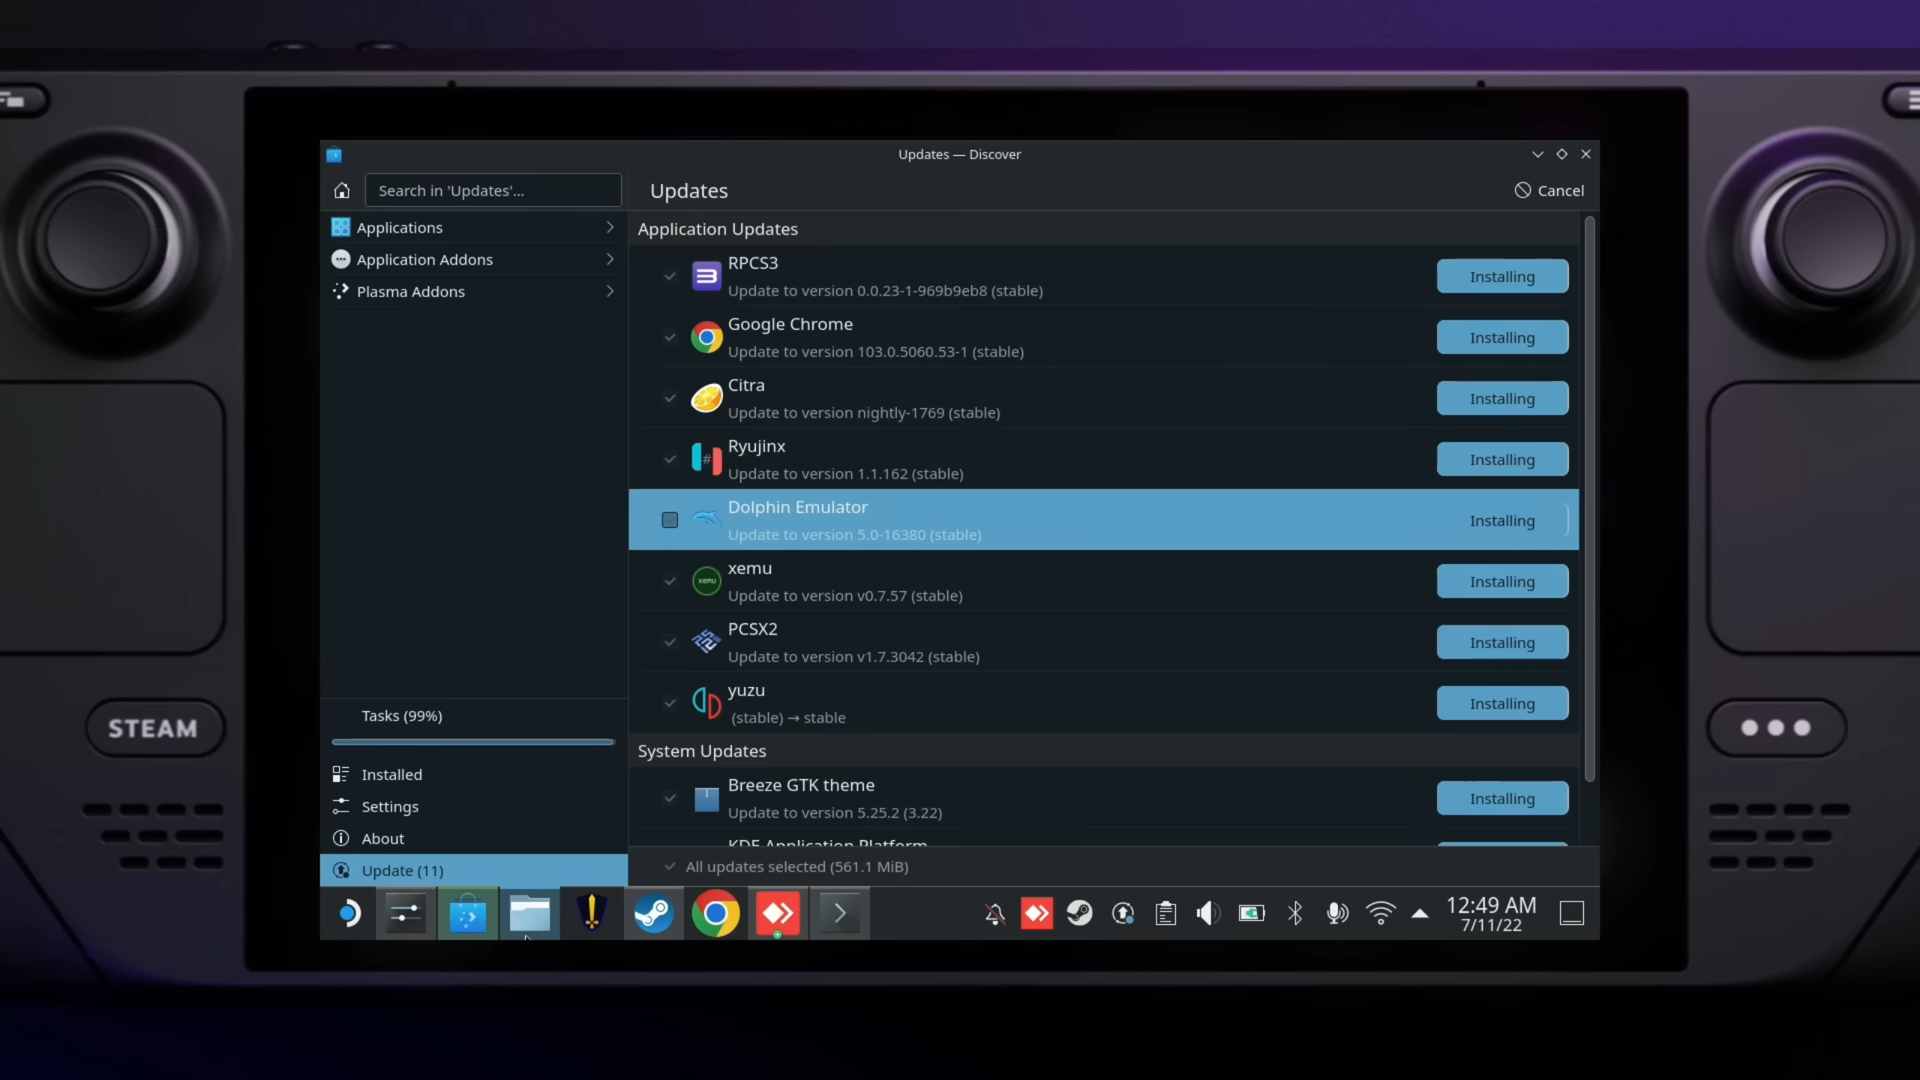 Updates — Discover
Search in 'Updates'...
Updates
Cancel
Applications
Application Addons
Plasma Addons
Application Updates
RPCS3
Update to version 0.0.23-1-969b9eb8 (stable)
Installing
Google Chrome
Update to version 103.0.5060.53-1 (stable)
Installing
Citra
Update to version nightly-1769 (stable)
Installing
Ryujinx
Update to version 1.1.162 (stable)
Installing
Dolphin Emulator
Update to version 5.0-16380 (stable)
Installing
xemu
xemu
Update to version v0.7.57 (stable)
Installing
PCSX2
Update to version v1.7.3042 (stable)
Installing
yuzu
(stable) → stable
Installing
System Updates
Breeze GTK theme
Update to version 5.25.2 (3.22)
Installing
KDE Application Platform
All updates selected (561.1 MiB)
Tasks (99%)
Installed
Settings
About
Update (11)
12:49 AM
7/11/22
STEAM